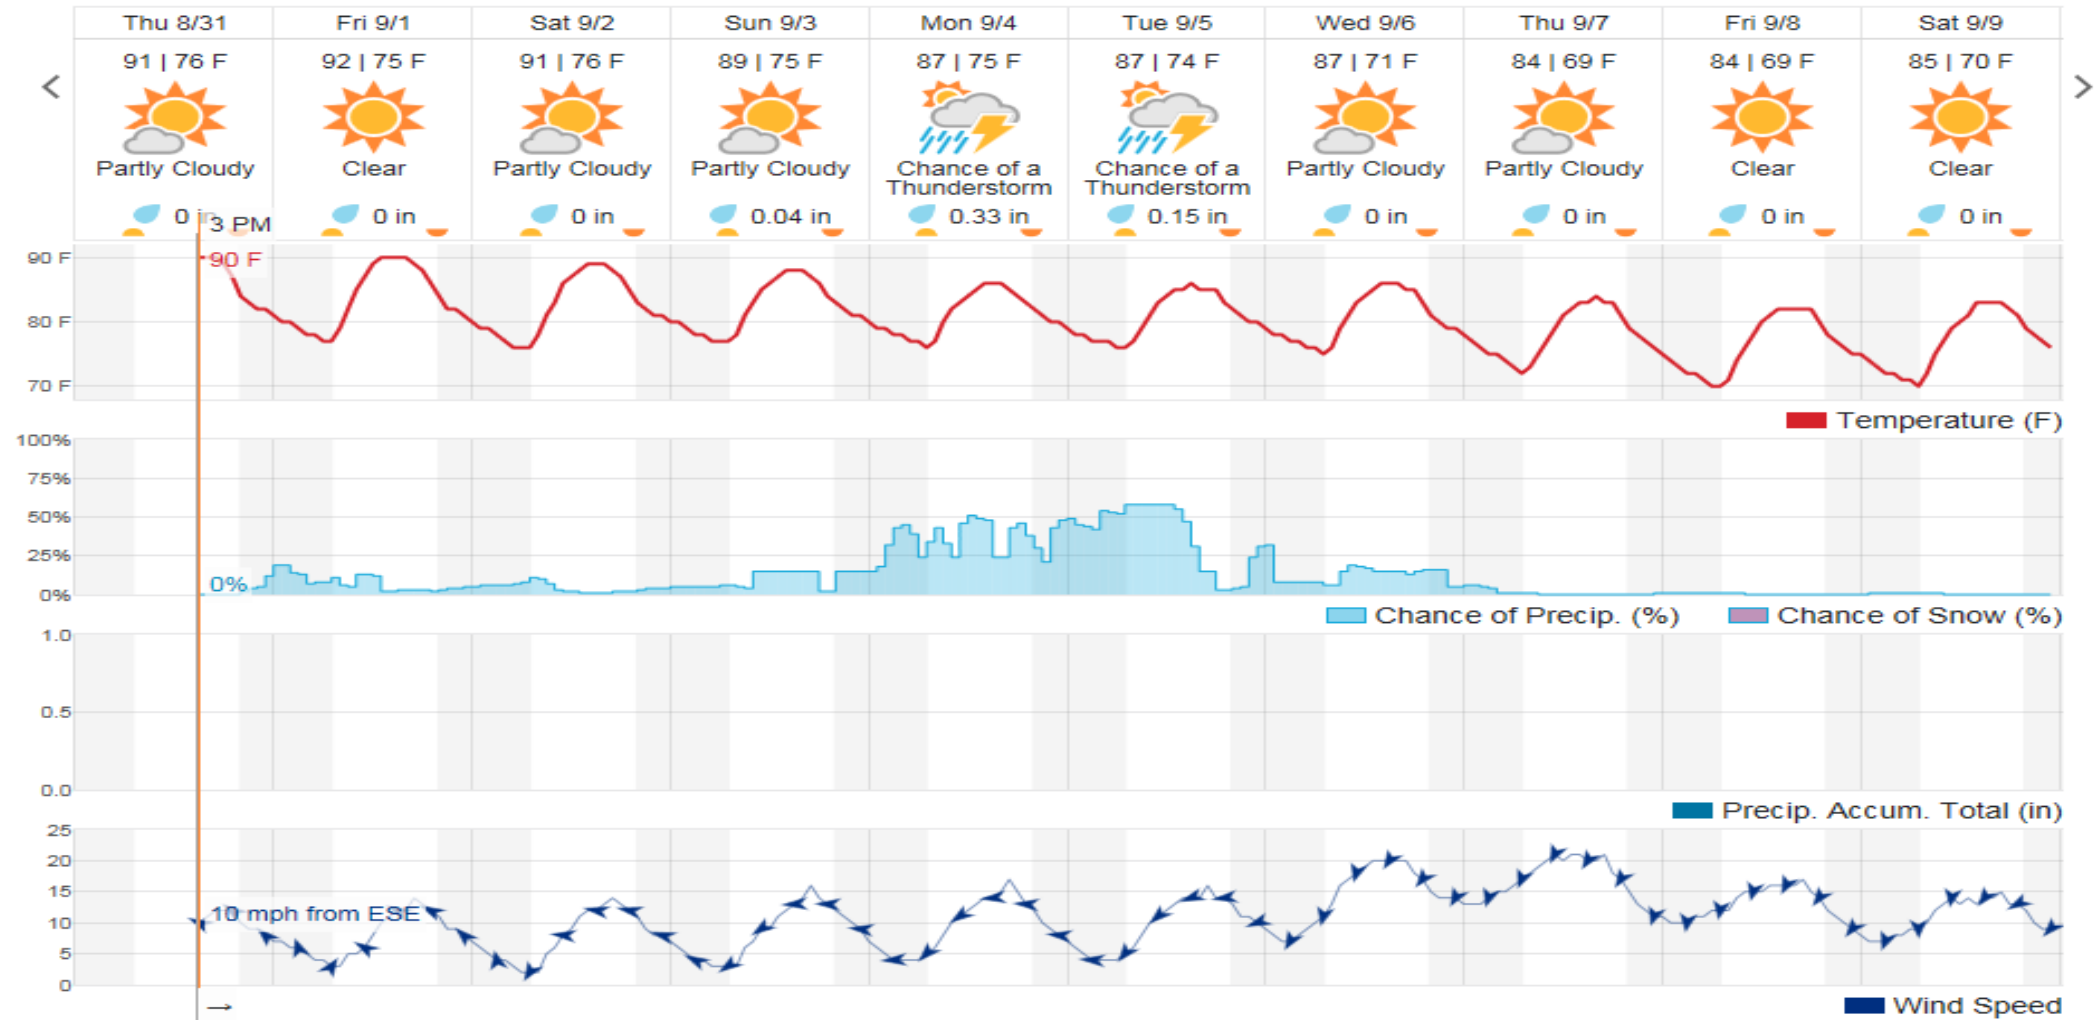 Thu 8/31 Fri 9/1 Sat 9/2 Sun 9/3 Mon 9/4 Tue 9/5 Wed 9/6 Thu 9/7 Fri 9/8 Sat 9/9
91 | 76 F 92 | 75 F 91 | 76 F 89 | 75 F 87 | 75 F 87 | 74 F 87 | 71 F 84 | 69 F 84 | 69 F 85 | 70 F
Partly Cloudy Clear Partly Cloudy Partly Cloudy Chance of a Chance of a Partly Cloudy Partly Cloudy Clear Clear
Thunderstorm Thunderstorm
0 in 0 in 0 in 0.04 in 0.33 in 0.15 in 0 in 0 in 0 in 0 in
3 PM
90 F 90 F
80 F
70 F
Temperature (F)
100%
75%
50%
25%
0% 0%
Chance of Precip. (%) Chance of Snow (%)
1.0
0.5
0.0
Precip. Accum. Total (in)
25
20
15
10 10 mph from ESE
5
0
Wind Speed